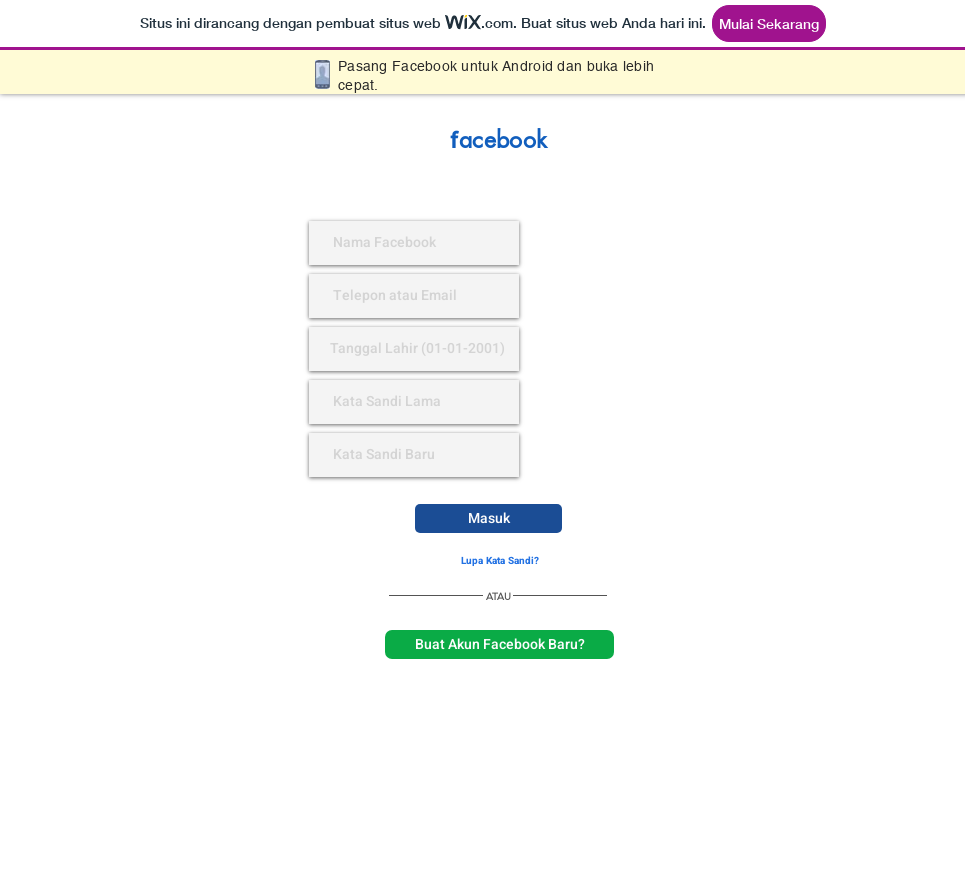 Situs ini dirancang dengan pembuat situs web WiX.com. Buat situs web Anda hari ini. Mulai Sekarang
Pasang Facebook untuk Android dan buka lebih
cepat.
facebook
Nama Facebook
Telepon atau Email
Tanggal Lahir (01-01-2001)
Kata Sandi Lama
Kata Sandi Baru
Masuk
Lupa Kata Sandi?
ATAU
Buat Akun Facebook Baru?